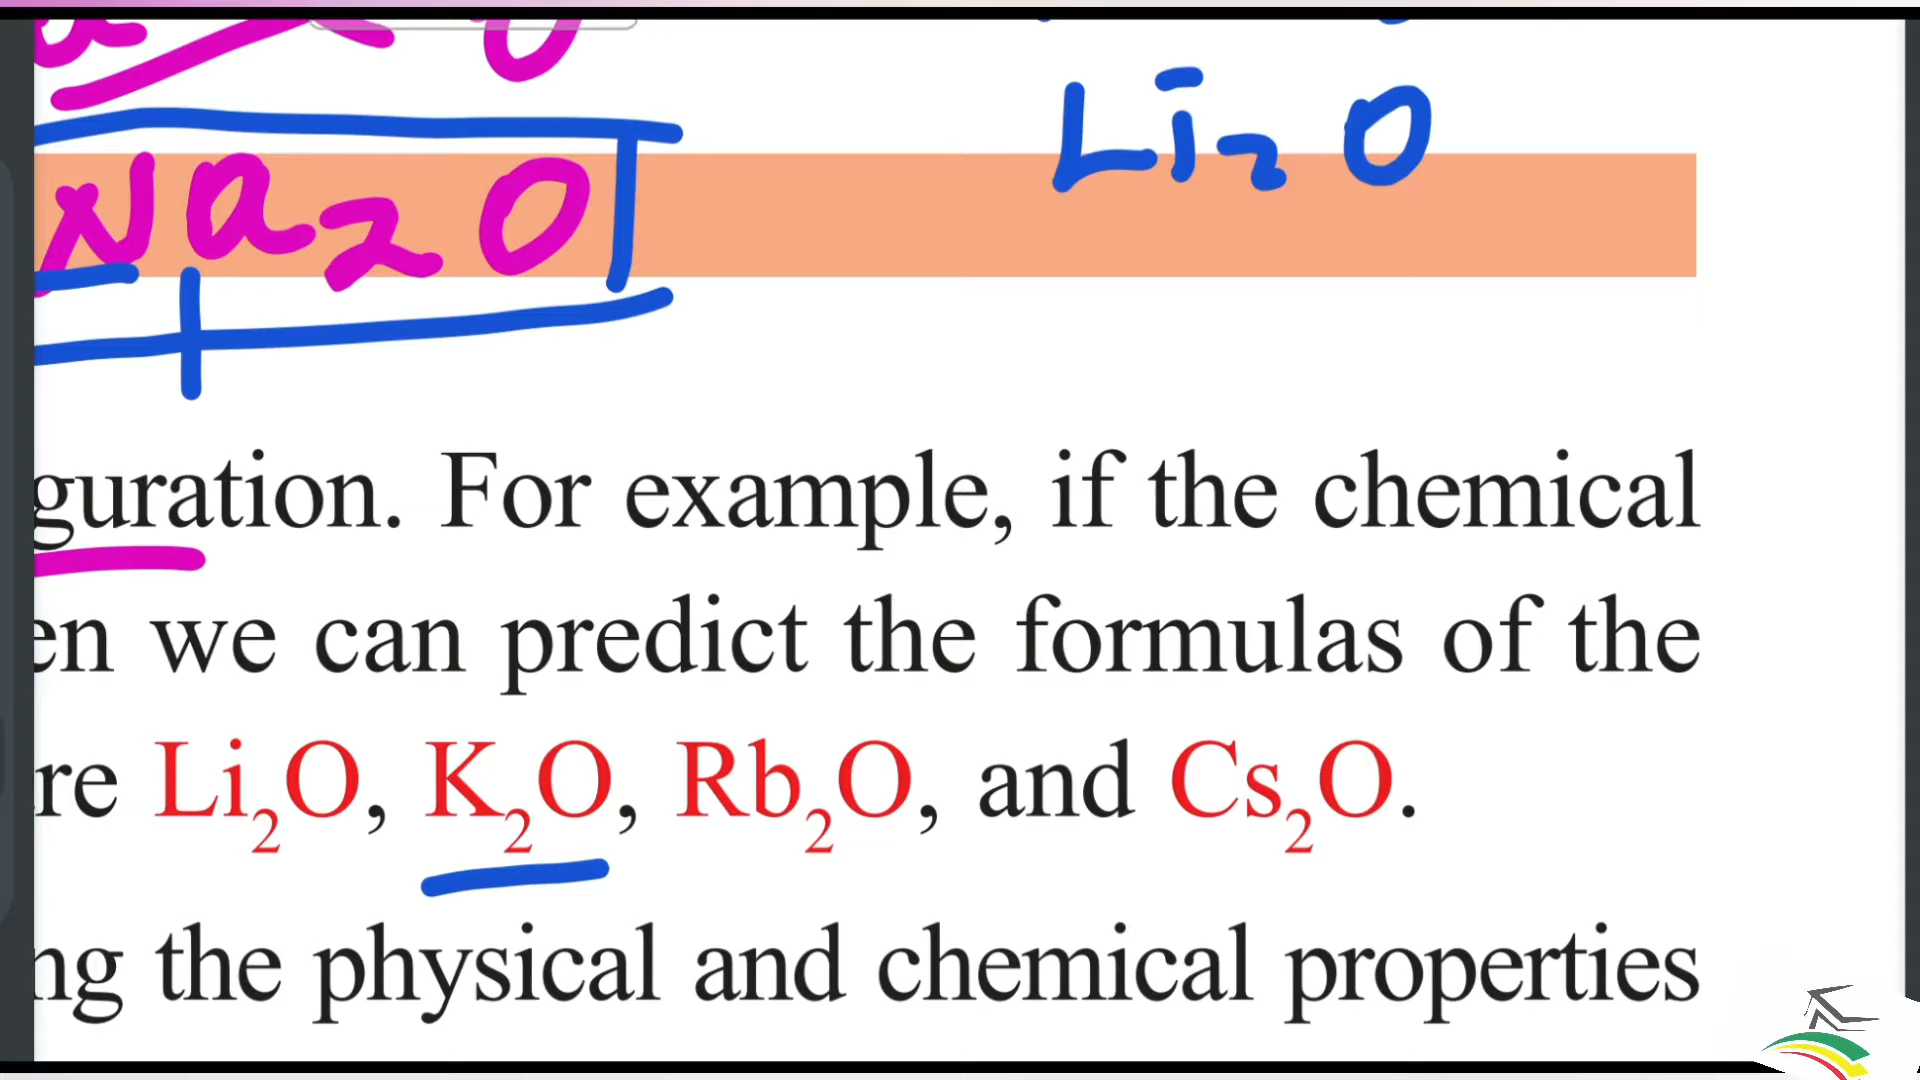 Li₂O
Na₂O
guration. For example, if the chemical
en we can predict the formulas of the
re Li₂O, K₂O, Rb₂O, and Cs₂O.
ng the physical and chemical properties